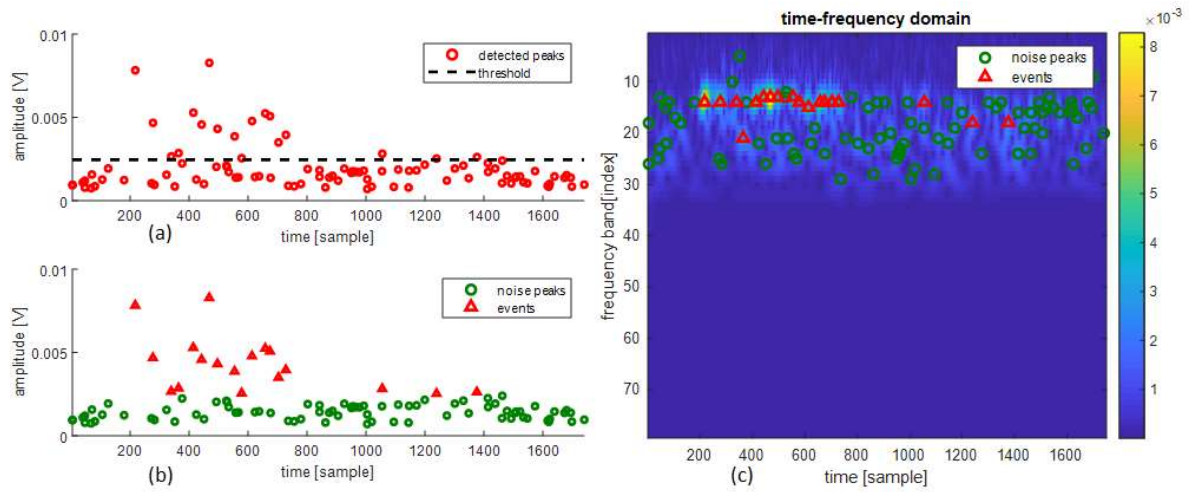 0.01
0.005
0
amplitude [V]
detected peaks
threshold
200 400 600 800 1000 1200 1400 1600
(a) time [sample]
0.01
0.005
0
amplitude [V]
noise peaks
events
200 400 600 800 1000 1200 1400 1600
(b) time [sample]
time-frequency domain
× 10⁻³
noise peaks
events
frequency band[index]
10
20
30
40
50
60
70
200 400 600 800 1000 1200 1400 1600
(c) time [sample]
8
7
6
5
4
3
2
1